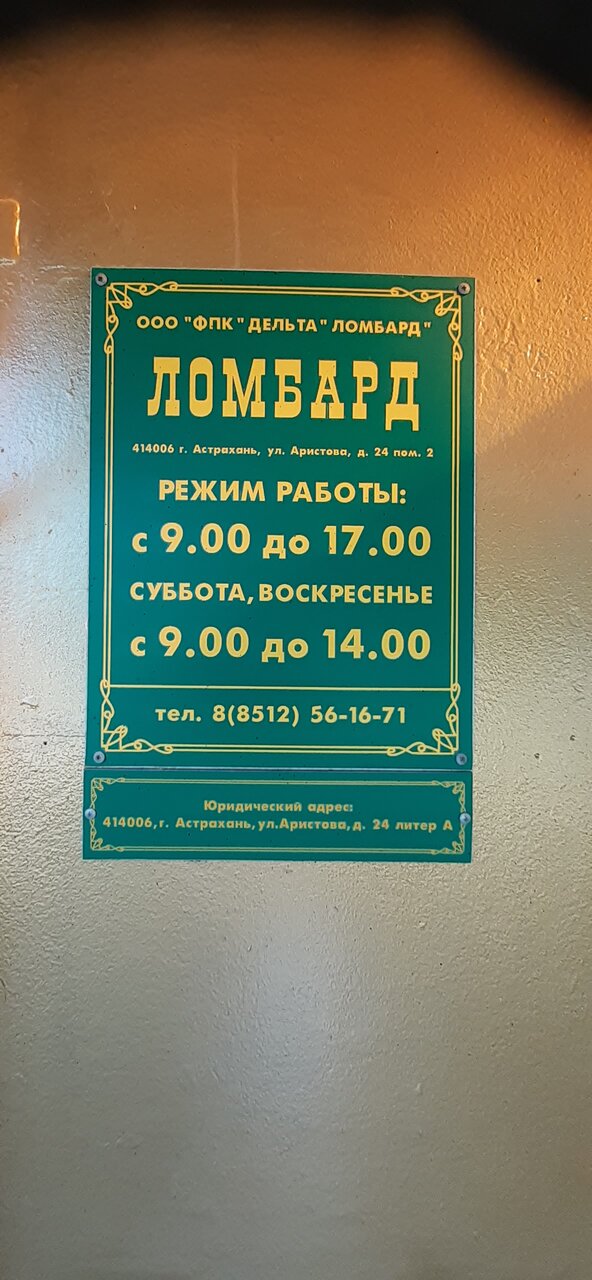 ООО "ФПК "ДЕЛЬТА" ЛОМБАРД"
ЛОМБАРД
414006 г. Астрахань, ул. Аристова, д. 24 пом. 2
РЕЖИМ РАБОТЫ:
с 9.00 до 17.00
СУББОТА, ВОСКРЕСЕНЬЕ
с 9.00 до 14.00
тел. 8(8512) 56-16-71
Юридический адрес:
414006, г. Астрахань, ул. Аристова, д. 24 литер А